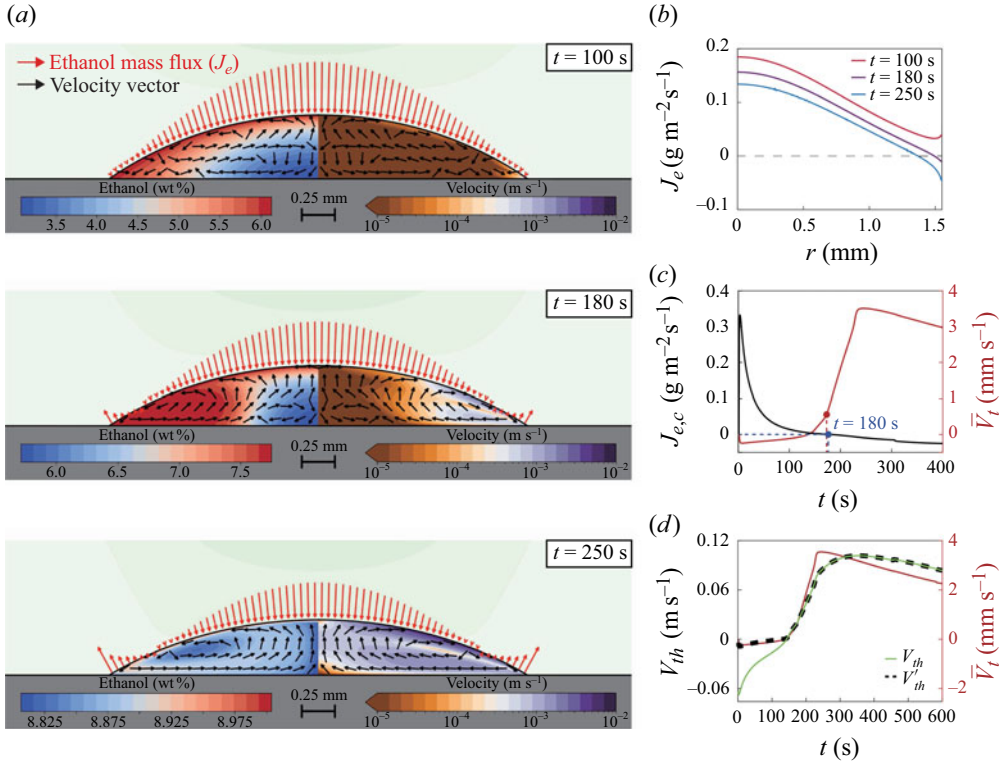 (a)
Ethanol mass flux (Je)
Velocity vector
t = 100 s
Ethanol (wt %)
Velocity (m s−1)
3.5 4.0 4.5 5.0 5.5 6.0
0.25 mm
10−5 10−4 10−3 10−2
t = 180 s
Ethanol (wt %)
Velocity (m s−1)
6.0 6.5 7.0 7.5
0.25 mm
10−5 10−4 10−3 10−2
t = 250 s
Ethanol (wt %)
Velocity (m s−1)
8.825 8.875 8.925 8.975
0.25 mm
10−5 10−4 10−3 10−2
(b)
0.2
0.1
0
−0.1
Je (g m−2 s−1)
t = 100 s
t = 180 s
t = 250 s
0 0.5 1.0 1.5
r (mm)
(c)
0.4
0.3
0.2
0.1
0
Je,c (g m−2 s−1)
4
3
2
1
0
V̅t (mm s−1)
t = 180 s
0 100 200 300 400
t (s)
(d)
0.12
0.06
0
−0.06
Vth (m s−1)
4
2
0
−2
V̅t (mm s−1)
Vth
V′th
0 100 200 300 400 500 600
t (s)